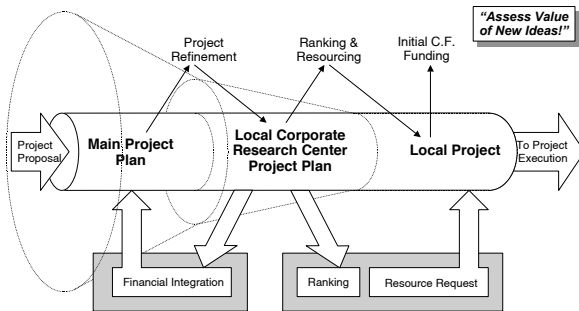 “Assess Value
of New Ideas!”
Project
Refinement
Ranking &
Resourcing
Initial C.F.
Funding
Project
Proposal
Main Project
Plan
Local Corporate
Research Center
Project Plan
Local Project
To Project
Execution
Financial Integration
Ranking
Resource Request